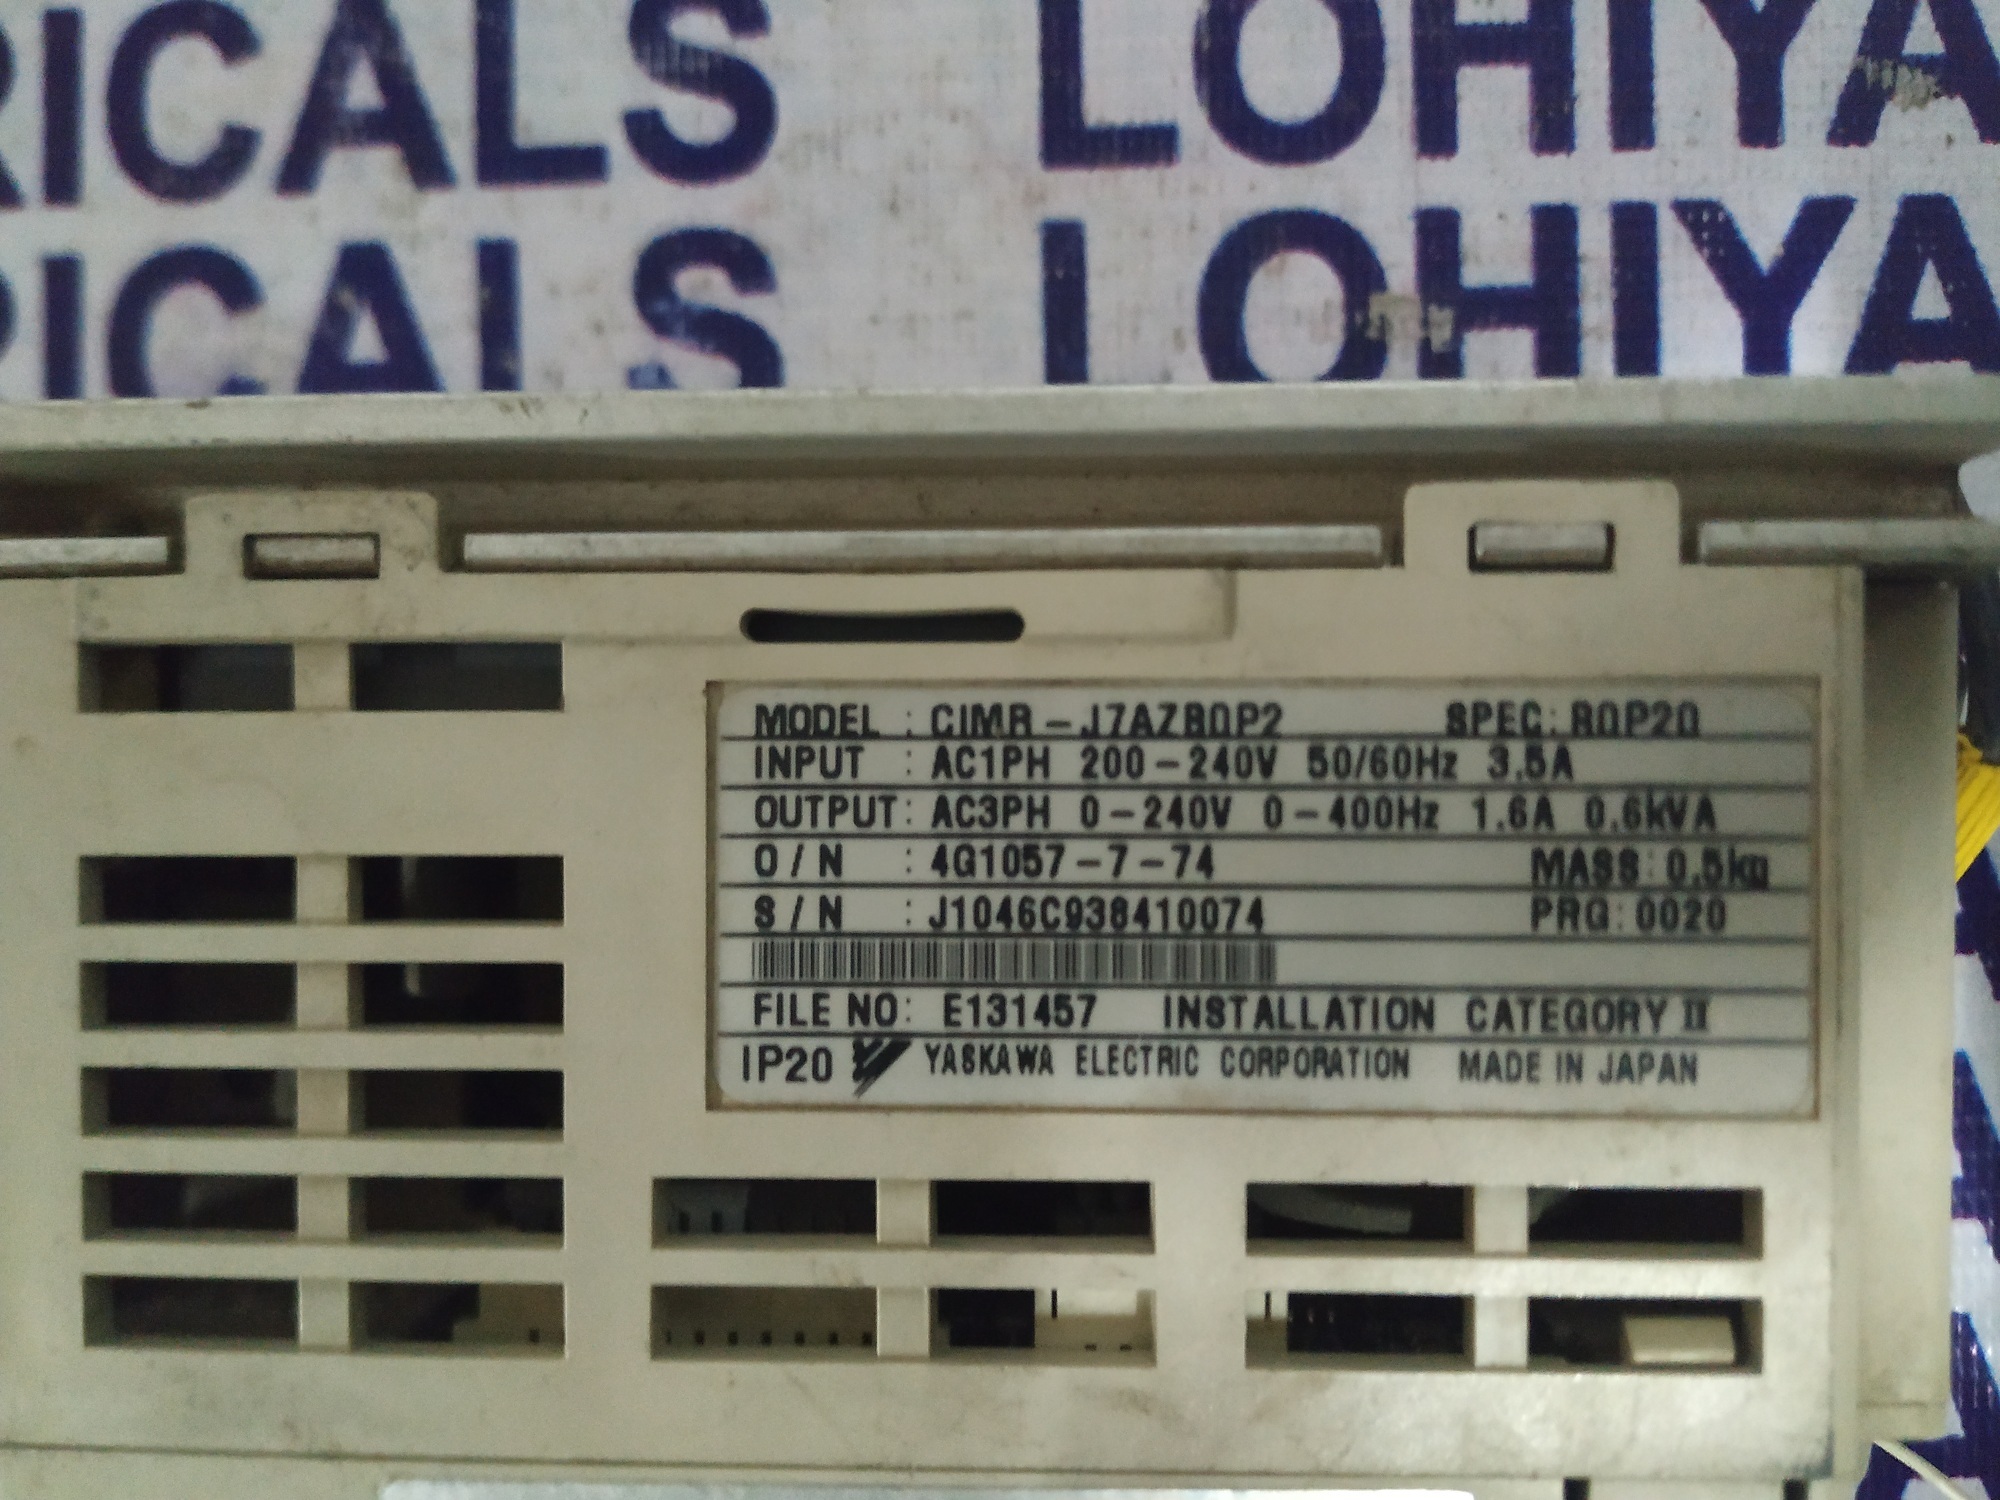 RICALS LOHIYA
RICALS LOHIYA
MODEL : CIMR-J7AZB0P2 SPEC: B0P20
INPUT : AC1PH 200-240V 50/60Hz 3.5A
OUTPUT: AC3PH 0-240V 0-400Hz 1.6A 0.6kVA
O/N : 4G1057-7-74 MASS: 0.5kg
S/N : J1046C938410074 PRG: 0020
FILE NO: E131457 INSTALLATION CATEGORY II
IP20 YASKAWA ELECTRIC CORPORATION MADE IN JAPAN